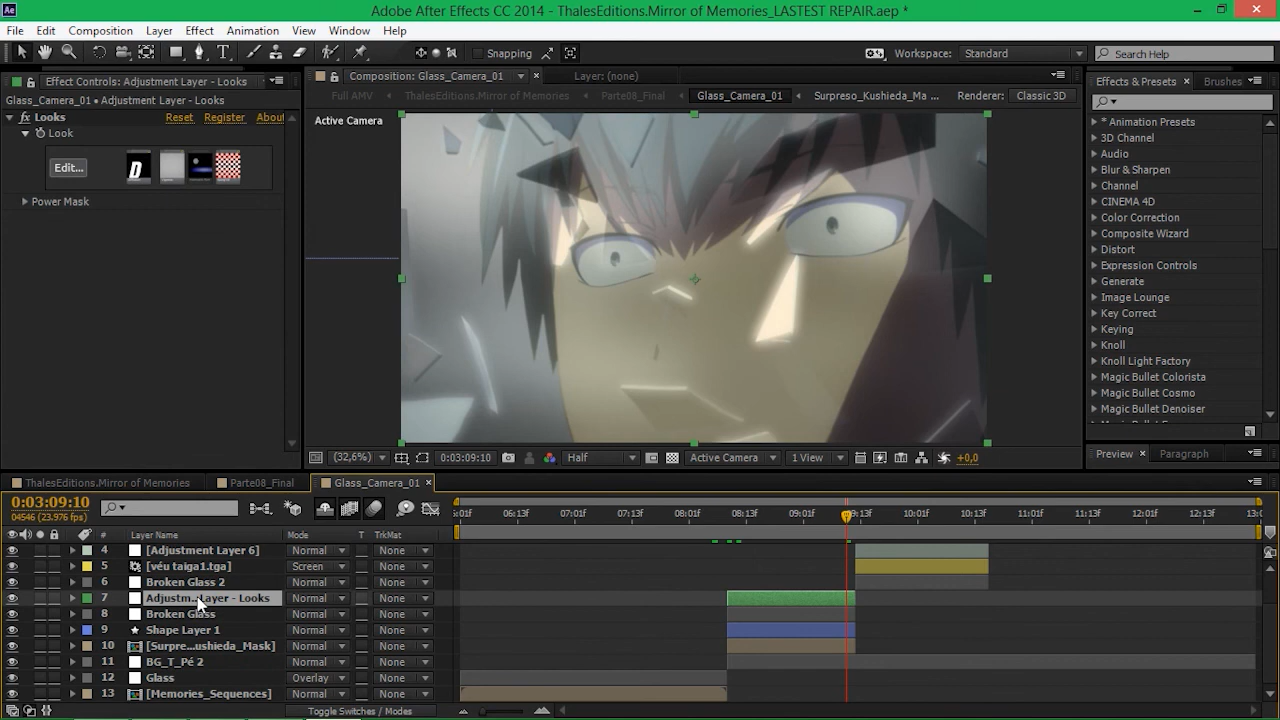 Ae Adobe After Effects CC 2014 - ThalesEditions.Mirror of Memories_LASTEST REPAIR.aep *
File Edit Composition Layer Effect Animation View Window Help
Snapping Workspace: Standard Search Help
Effect Controls: Adjustment Layer - Looks Composition: Glass_Camera_01 Layer: (none) Effects & Presets Brushes
Glass_Camera_01 • Adjustment Layer - Looks Full AMV ThalesEditions.Mirror of Memories Parte08_Final Glass_Camera_01 Surpreso_Kushieda_Ma ... Renderer: Classic 3D
fx Looks Reset Register About
Look
Edit...
D
Power Mask
Active Camera
* Animation Presets
3D Channel
Audio
Blur & Sharpen
Channel
CINEMA 4D
Color Correction
Composite Wizard
Distort
Expression Controls
Generate
Image Lounge
Key Correct
Keying
Knoll
Knoll Light Factory
Magic Bullet Colorista
Magic Bullet Cosmo
Magic Bullet Denoiser
(32,6%) 0:03:09:10 Half Active Camera 1 View +0,0
Preview Paragraph
ThalesEditions.Mirror of Memories Parte08_Final Glass_Camera_01
0:03:09:10
04546 (23.976 fps)
:01f 06:13f 07:01f 07:13f 08:01f 08:13f 09:01f 09:13f 10:01f 10:13f 11:01f 11:13f 12:01f 12:13f 13:0
Layer Name Mode T TrkMat
4 [Adjustment Layer 6] Normal None
5 [véu taiga1.tga] Screen None
6 Broken Glass 2 Normal None
7 Adjustm...Layer - Looks Normal None
8 Broken Glass Normal None
9 Shape Layer 1 Normal None
10 [Surpre...ushieda_Mask] Normal None
11 BG_T_Pé 2 Normal None
12 Glass Overlay None
13 [Memories_Sequences] Normal None
Toggle Switches / Modes